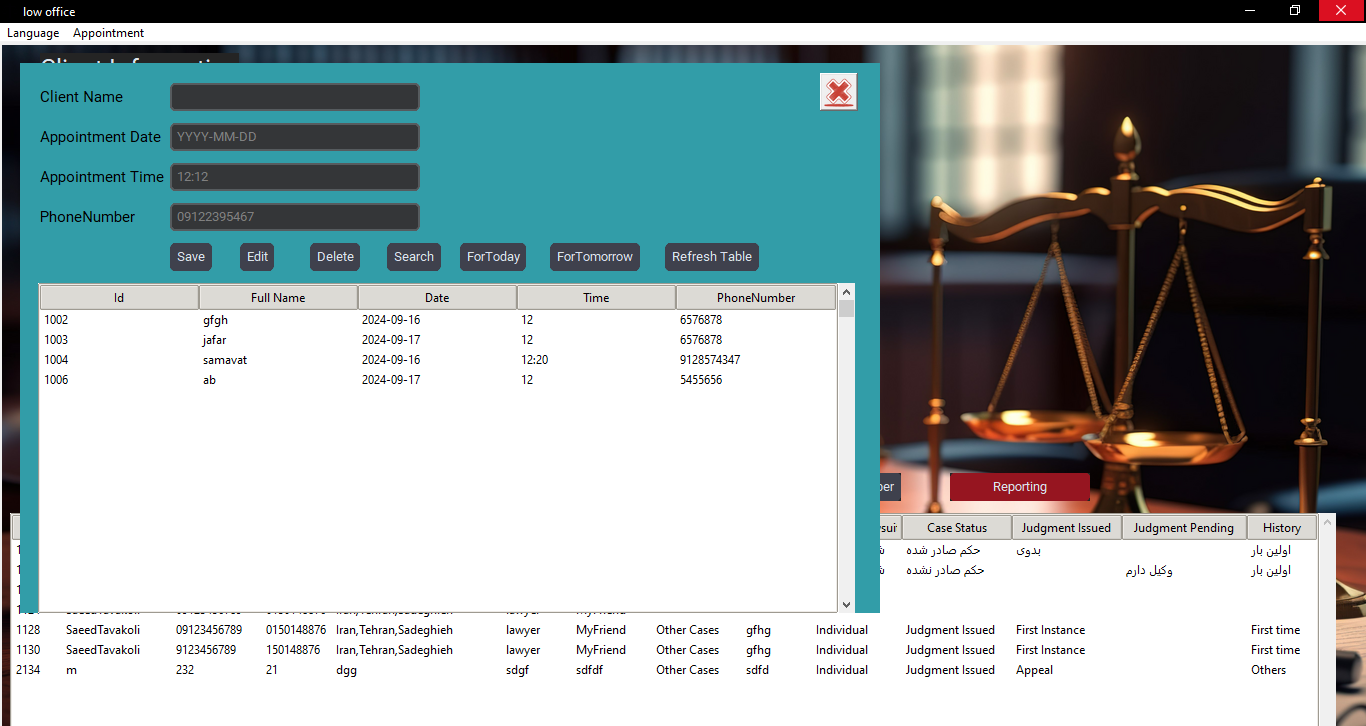 low office
Language Appointment
Client Name
Appointment Date YYYY-MM-DD
Appointment Time 12:12
PhoneNumber 09122395467
Save Edit Delete Search ForToday ForTomorrow Refresh Table
Id Full Name Date Time PhoneNumber
1002 gfgh 2024-09-16 12 6576878
1003 jafar 2024-09-17 12 6576878
1004 samavat 2024-09-16 12:20 9128574347
1006 ab 2024-09-17 12 5455656
Reporting
Case Status Judgment Issued Judgment Pending History
حکم صادر شده بدوی اولین بار
حکم صادر نشده وکیل دارم اولین بار
1128 SaeedTavakoli 09123456789 0150148876 Iran,Tehran,Sadeghieh lawyer MyFriend Other Cases gfhg Individual Judgment Issued First Instance First time
1130 SaeedTavakoli 9123456789 150148876 Iran,Tehran,Sadeghieh lawyer MyFriend Other Cases gfhg Individual Judgment Issued First Instance First time
2134 m 232 21 dgg sdgf sdfdf Other Cases sdfd Individual Judgment Issued Appeal Others